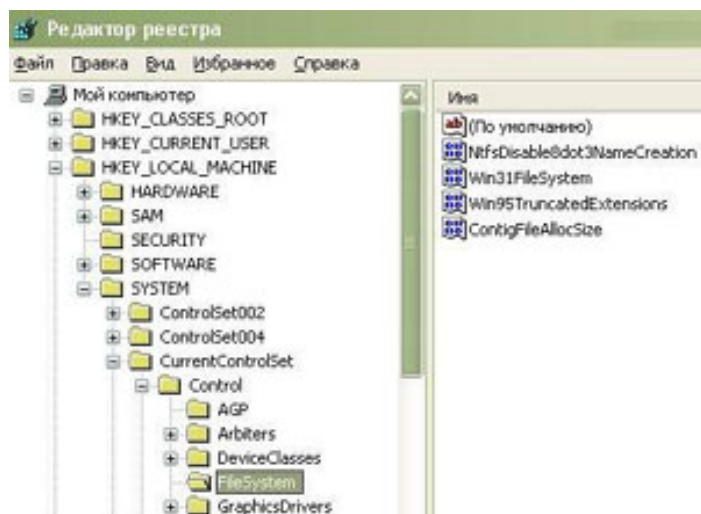 Редактор реестра
Файл Правка Вид Избранное Справка
Мой компьютер
HKEY_CLASSES_ROOT
HKEY_CURRENT_USER
HKEY_LOCAL_MACHINE
HARDWARE
SAM
SECURITY
SOFTWARE
SYSTEM
ControlSet002
ControlSet004
CurrentControlSet
Control
AGP
Arbiters
DeviceClasses
FileSystem
GraphicsDrivers
Имя
ab (По умолчанию)
NtfsDisable8dot3NameCreation
Win31FileSystem
Win95TruncatedExtensions
ContigFileAllocSize